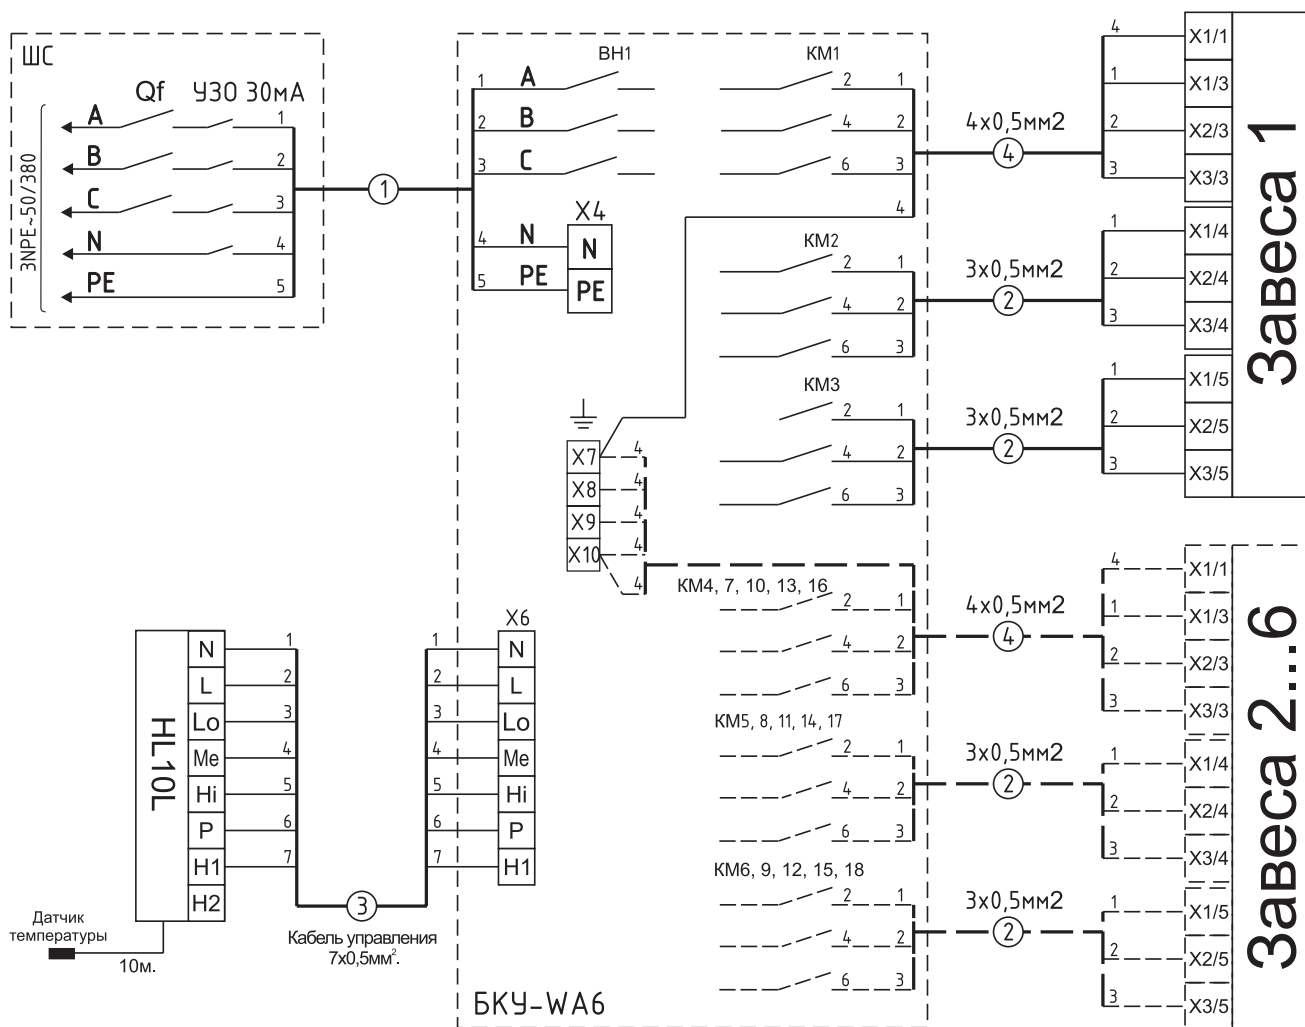 ШС
Qf УЗО 30мА
3NPE~50/380
A 1
B 2
C 3
N 4
PE 5
1
БКУ-WA6
ВН1
1 A
2 B
3 C
X4
4 N N
5 PE PE
КМ1
2 1
4 2
6 3
4
4х0,5мм2
4
4 X1/1
1 X1/3
2 X2/3
3 X3/3
КМ2
2 1
4 2
6 3
3х0,5мм2
2
1 X1/4
2 X2/4
3 X3/4
КМ3
2 1
4 2
6 3
3х0,5мм2
2
1 X1/5
2 X2/5
3 X3/5
Завеса 1
X7 4
X8 4
X9 4
X10 4
4
КМ4, 7, 10, 13, 16
2 1
4 2
6 3
4х0,5мм2
4
4 X1/1
1 X1/3
2 X2/3
3 X3/3
КМ5, 8, 11, 14, 17
2 1
4 2
6 3
3х0,5мм2
2
1 X1/4
2 X2/4
3 X3/4
КМ6, 9, 12, 15, 18
2 1
4 2
6 3
3х0,5мм2
2
1 X1/5
2 X2/5
3 X3/5
Завеса 2...6
HL10L
X6
N 1 1 N
L 2 2 L
Lo 3 3 Lo
Me 4 4 Me
Hi 5 5 Hi
P 6 6 P
H1 7 7 H1
H2
3
Кабель управления
7х0,5мм².
Датчик
температуры
10м.